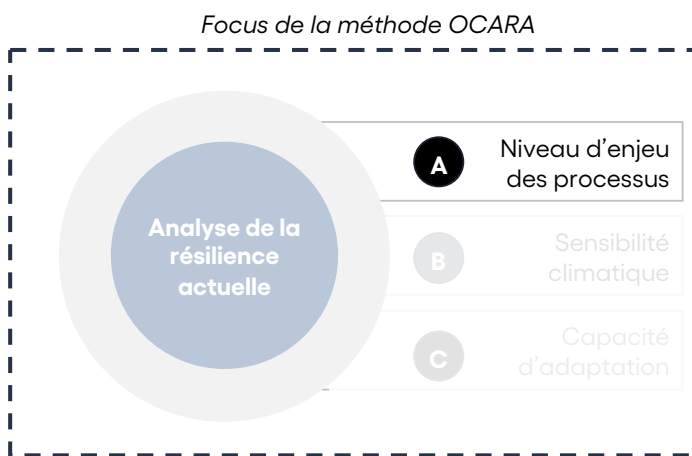 Focus de la méthode OCARA
Analyse de la
résilience
actuelle
A
Niveau d’enjeu
des processus
B
Sensibilité
climatique
C
Capacité
d’adaptation